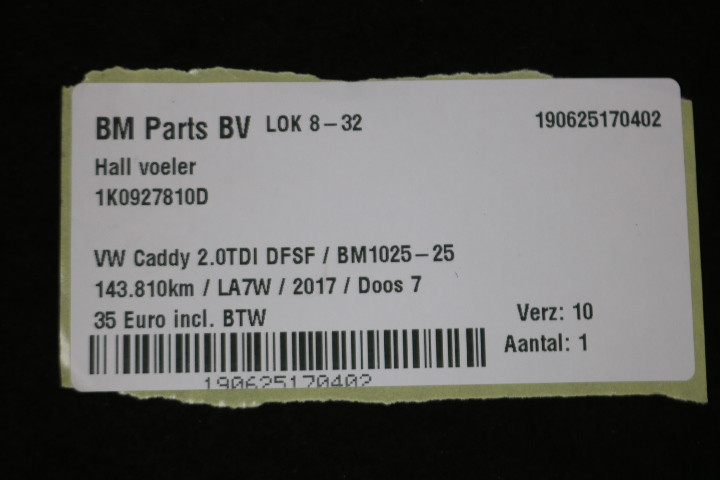 BM Parts BV LOK 8-32 190625170402
Hall voeler
1K0927810D
VW Caddy 2.0TDI DFSF / BM1025-25
143.810km / LA7W / 2017 / Doos 7
35 Euro incl. BTW Verz: 10
Aantal: 1
190625170402